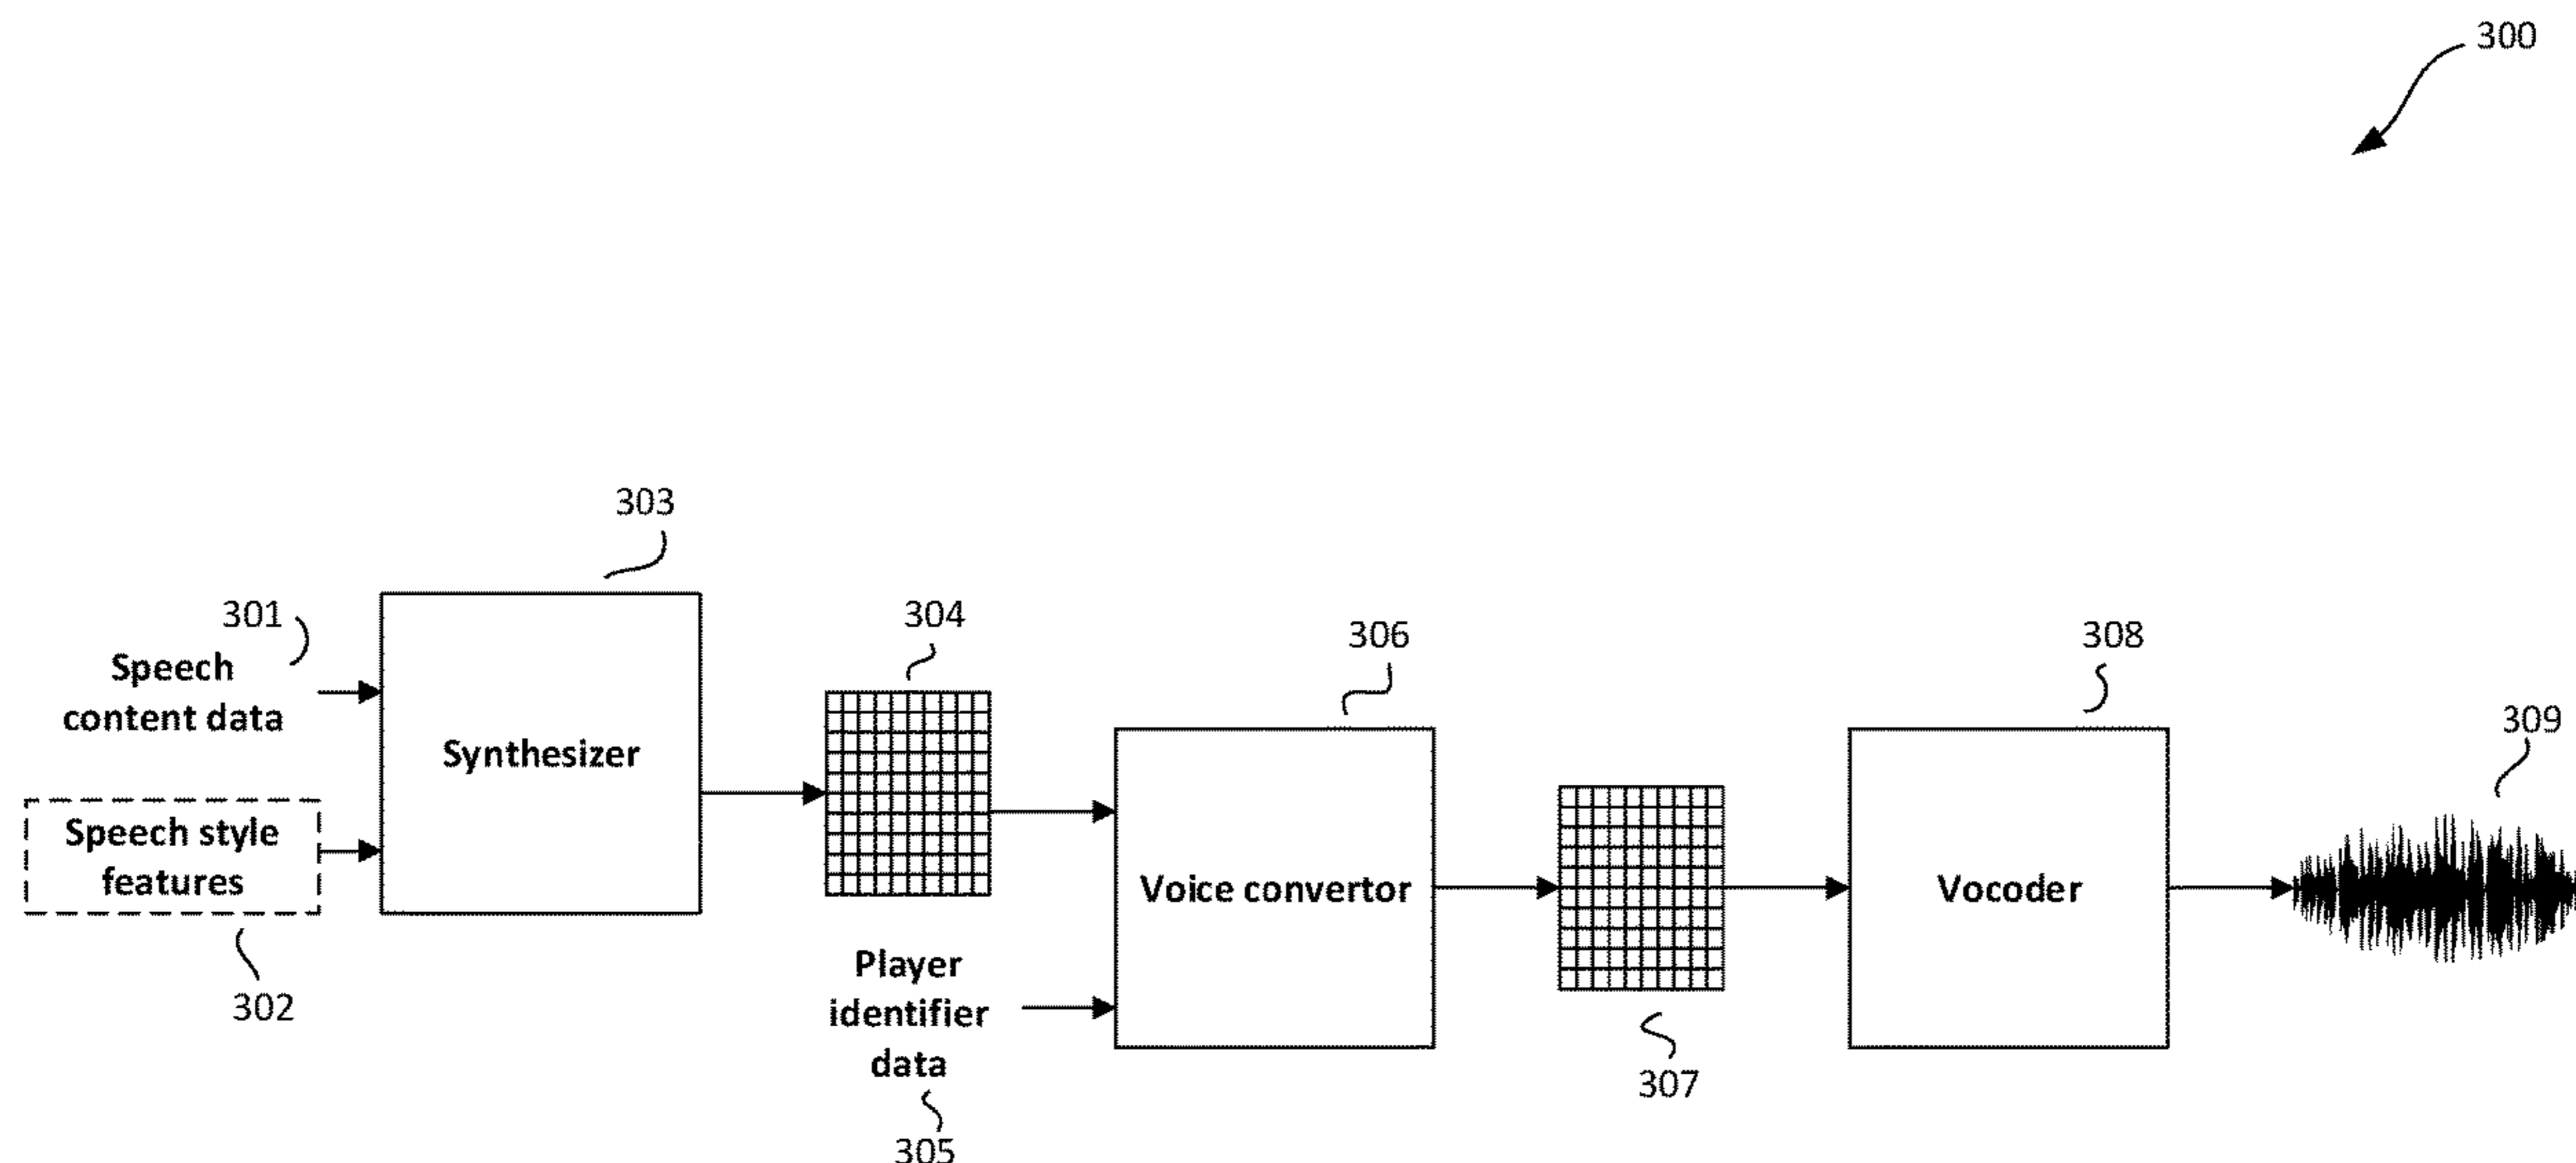 300
303
301
Speech
content data
Synthesizer
Speech style
features
302
304
Player
identifier
data
305
306
Voice convertor
307
308
Vocoder
309